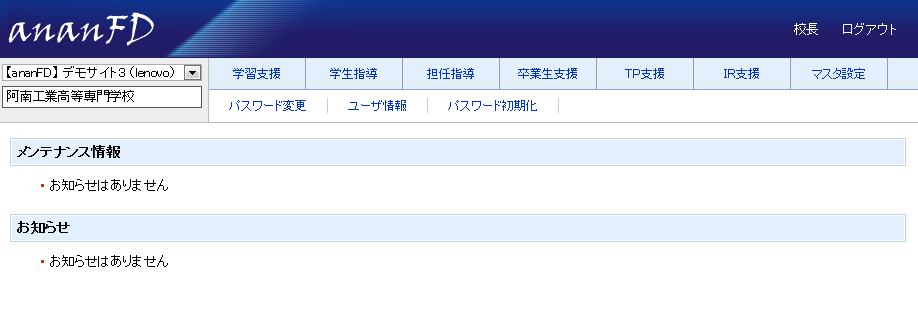 ananFD
校長 ログアウト
【ananFD】デモサイト3（lenovo）
阿南工業高等専門学校
学習支援 学生指導 担任指導 卒業生支援 TP支援 IR支援 マスタ設定
パスワード変更 ユーザ情報 パスワード初期化
メンテナンス情報
お知らせはありません
お知らせ
お知らせはありません